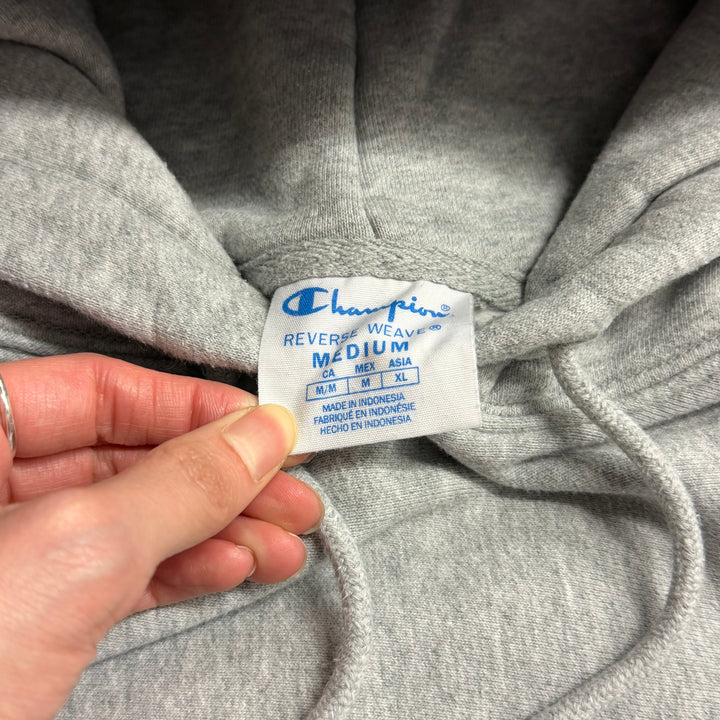 Champion®
REVERSE WEAVE®
MEDIUM
CA MEX ASIA
M/M M XL
MADE IN INDONESIA
FABRIQUÉ EN INDONÉSIE
HECHO EN INDONESIA